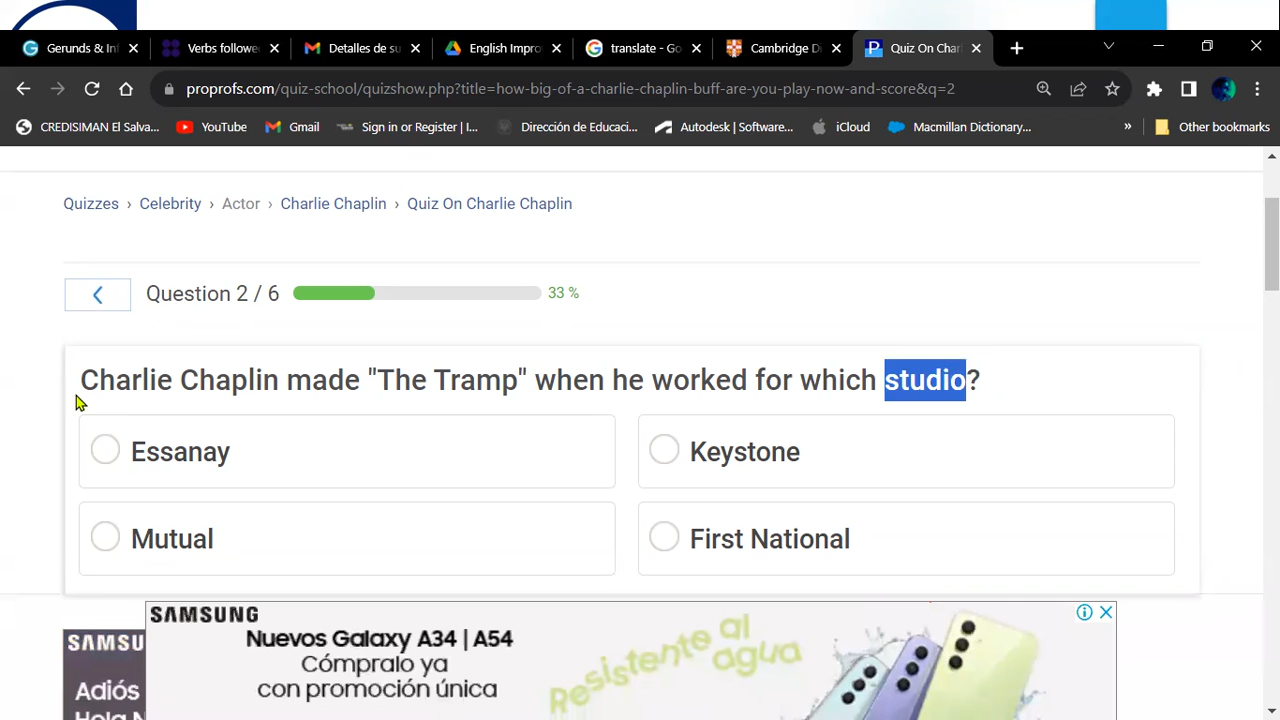 Gerunds & Inf
Verbs followe
Detalles de su
English Impro
translate - Go
Cambridge D
Quiz On Charl
proprofs.com/quiz-school/quizshow.php?title=how-big-of-a-charlie-chaplin-buff-are-you-play-now-and-score&q=2
CREDISIMAN El Salva...
YouTube
Gmail
Sign in or Register | I...
Dirección de Educaci...
Autodesk | Software...
iCloud
Macmillan Dictionary...
»
Other bookmarks
Quizzes › Celebrity › Actor › Charlie Chaplin › Quiz On Charlie Chaplin
Question 2 / 6
33 %
Charlie Chaplin made "The Tramp" when he worked for which studio?
Essanay
Keystone
Mutual
First National
SAMSUNG
Nuevos Galaxy A34 | A54
Cómpralo ya
con promoción única
Resistente al
agua
SAMSU
Adiós
Hola N